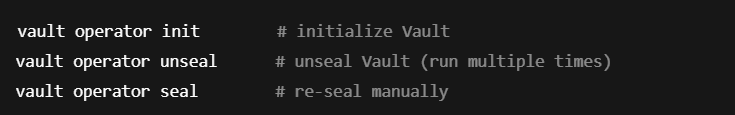 vault operator init # initialize Vault
vault operator unseal # unseal Vault (run multiple times)
vault operator seal # re-seal manually